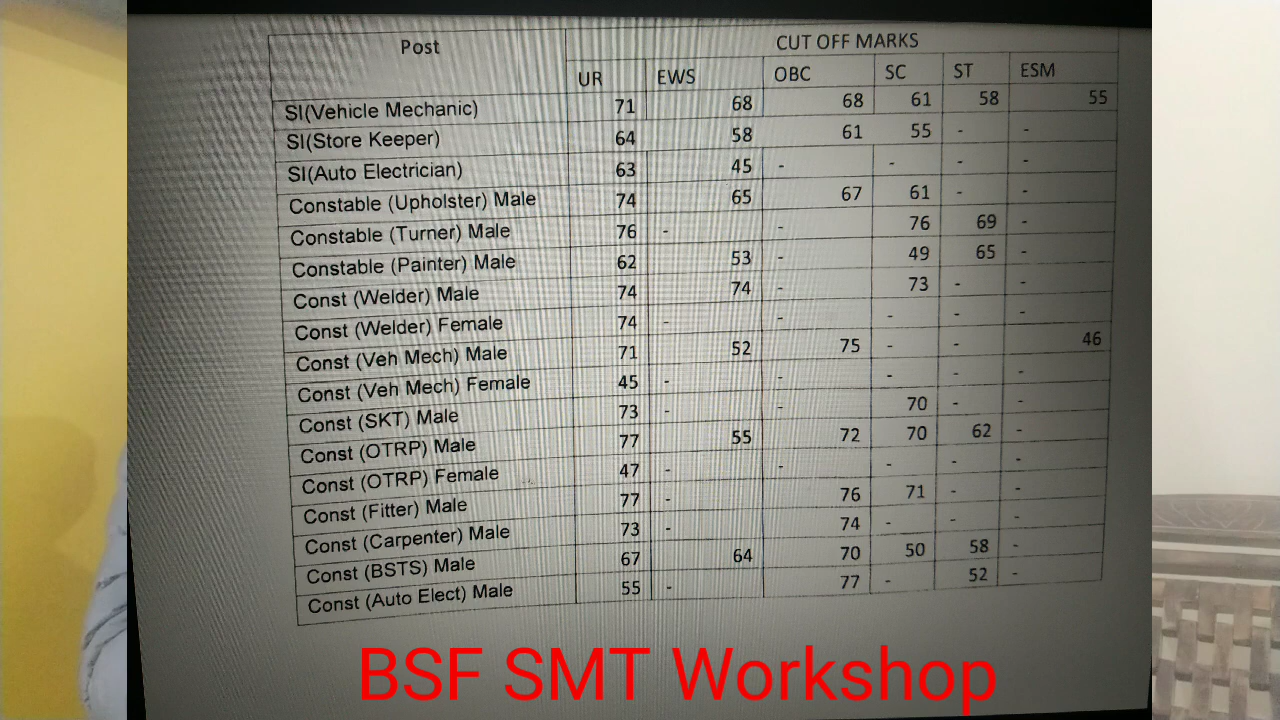 Post CUT OFF MARKS
UR EWS OBC SC ST ESM
SI(Vehicle Mechanic) 71 68 68 61 58 55
SI(Store Keeper) 64 58 61 55 - -
SI(Auto Electrician) 63 45 - - - -
Constable (Upholster) Male 74 65 67 61 - -
Constable (Turner) Male 76 - - 76 69 -
Constable (Painter) Male 62 53 - 49 65 -
Const (Welder) Male 74 74 - 73 - -
Const (Welder) Female 74 - - - - -
Const (Veh Mech) Male 71 52 75 - - 46
Const (Veh Mech) Female 45 - - - - -
Const (SKT) Male 73 - - 70 - -
Const (OTRP) Male 77 55 72 70 62 -
Const (OTRP) Female 47 - - - - -
Const (Fitter) Male 77 - 76 71 - -
Const (Carpenter) Male 73 - 74 - - -
Const (BSTS) Male 67 64 70 50 58 -
Const (Auto Elect) Male 55 - 77 - 52 -
BSF SMT Workshop